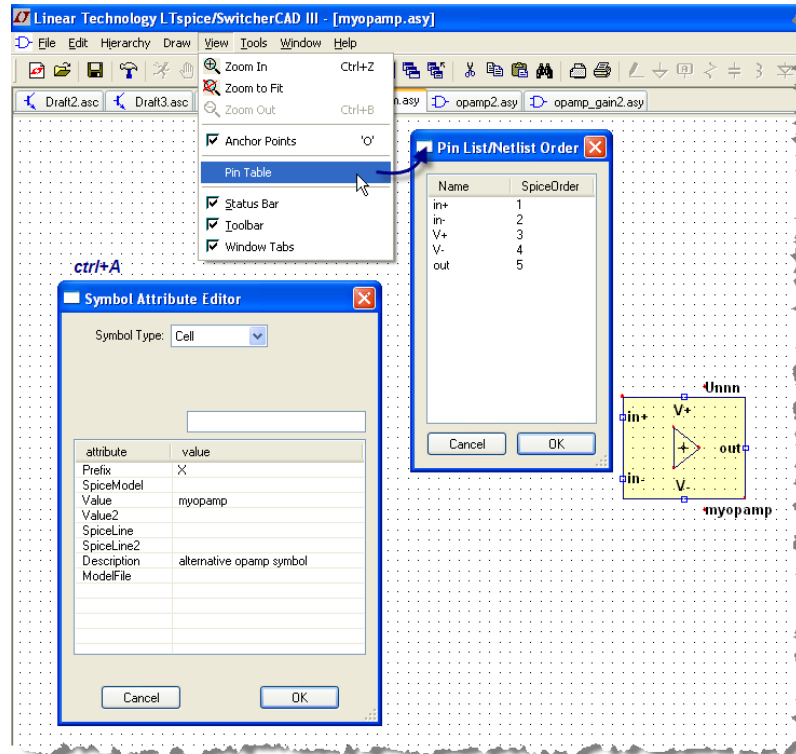 Linear Technology LTspice/SwitcherCAD III - [myopamp.asy]
File Edit Hierarchy Draw View Tools Window Help
Draft2.asc Draft3.asc n.asy opamp2.asy opamp_gain2.asy
Zoom In Ctrl+Z
Zoom to Fit
Zoom Out Ctrl+B
Anchor Points 'O'
Pin Table
Status Bar
Toolbar
Window Tabs
Pin List/Netlist Order
Name SpiceOrder
in+ 1
in- 2
V+ 3
V- 4
out 5
Cancel OK
ctrl+A
Symbol Attribute Editor
Symbol Type: Cell
attribute value
Prefix X
SpiceModel
Value myopamp
Value2
SpiceLine
SpiceLine2
Description alternative opamp symbol
ModelFile
Cancel OK
Unnn
V+
in+
out
in-
V-
myopamp